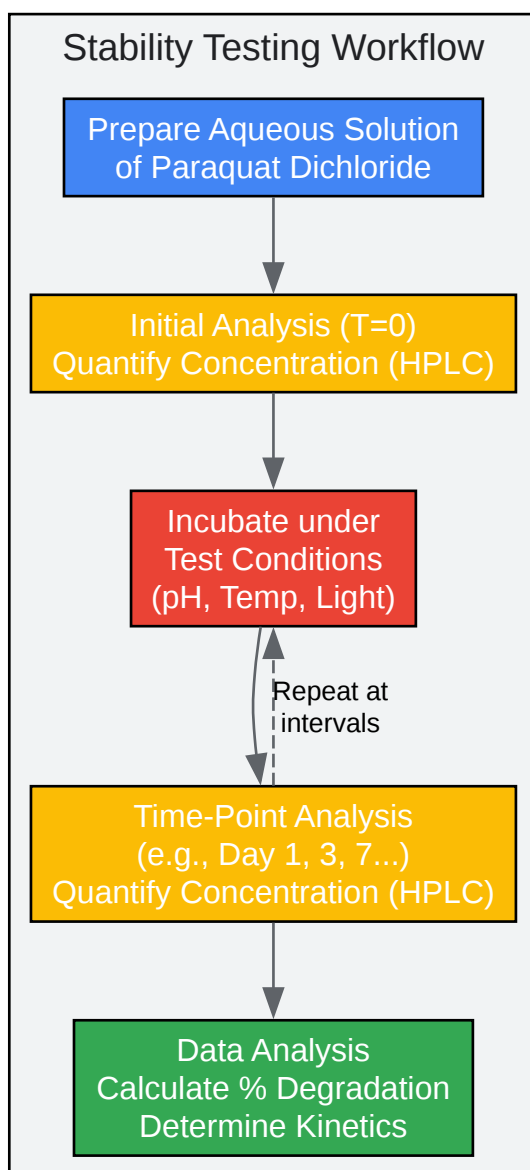 Stability Testing Workflow
Prepare Aqueous Solution
of Paraquat Dichloride
Initial Analysis (T=0)
Quantify Concentration (HPLC)
Incubate under
Test Conditions
(pH, Temp, Light)
Repeat at
intervals
Time-Point Analysis
(e.g., Day 1, 3, 7...)
Quantify Concentration (HPLC)
Data Analysis
Calculate % Degradation
Determine Kinetics